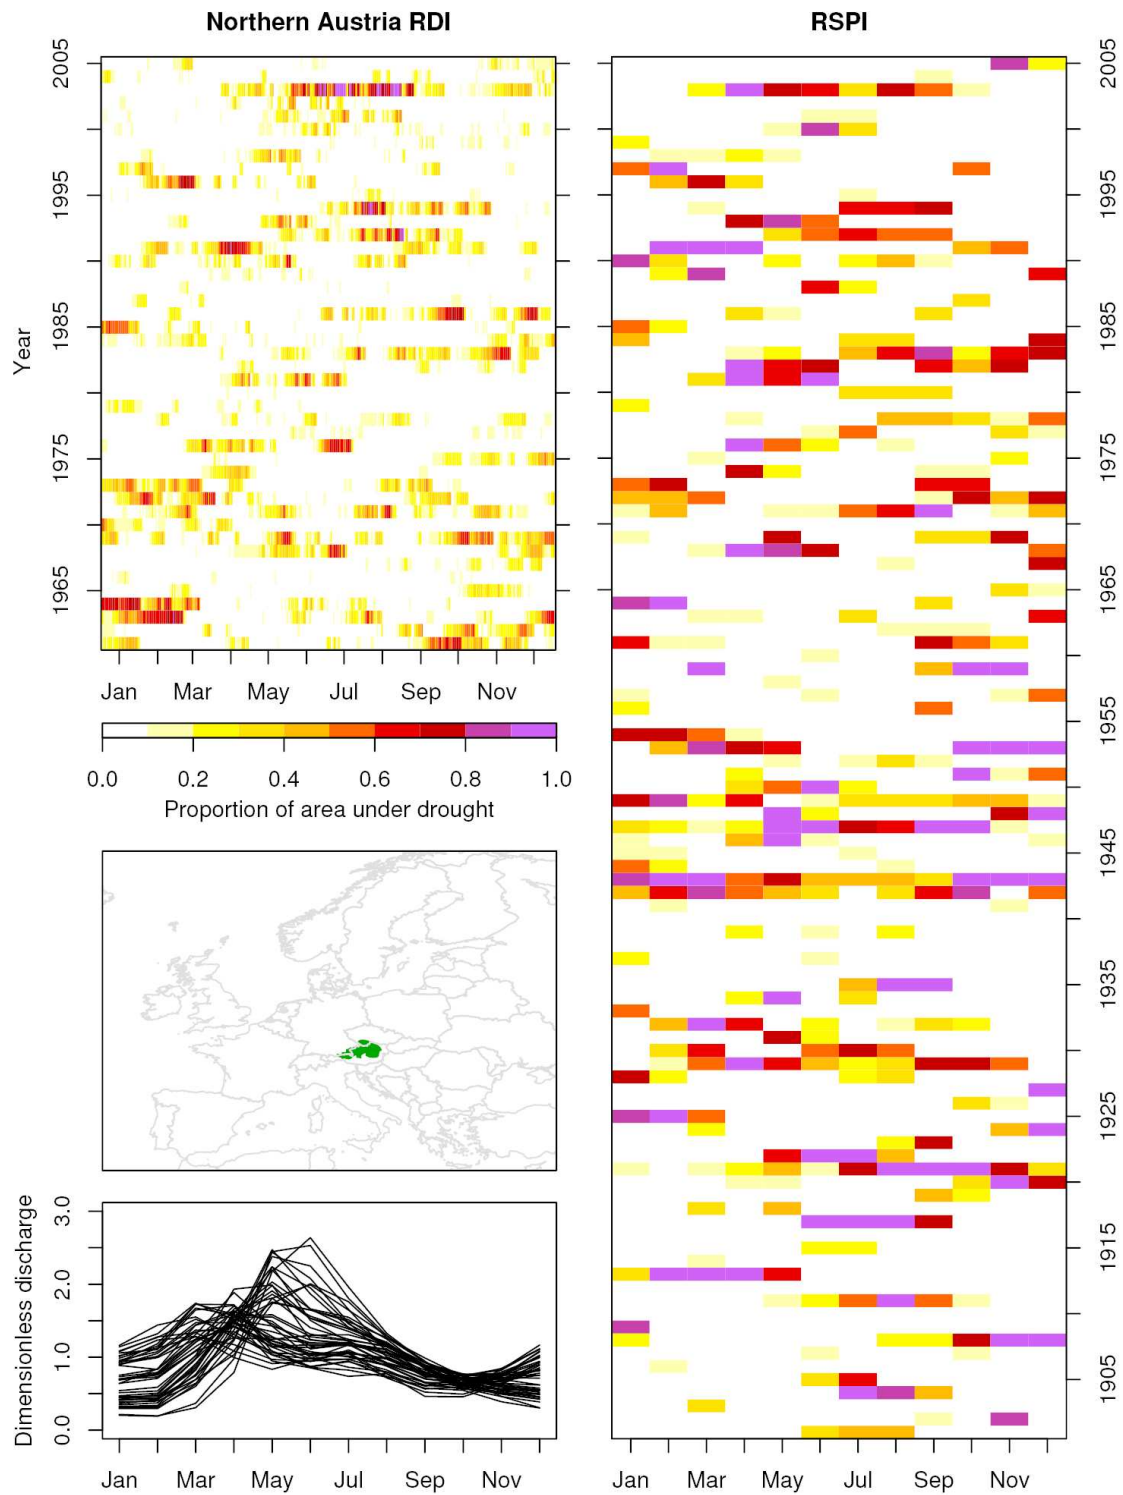 Northern Austria RDI
Year
2005
1995
1985
1975
1965
Jan Mar May Jul Sep Nov
0.0 0.2 0.4 0.6 0.8 1.0
Proportion of area under drought
Dimensionless discharge
3.0
2.0
1.0
0.0
Jan Mar May Jul Sep Nov
RSPI
2005
1995
1985
1975
1965
1955
1945
1935
1925
1915
1905
Jan Mar May Jul Sep Nov